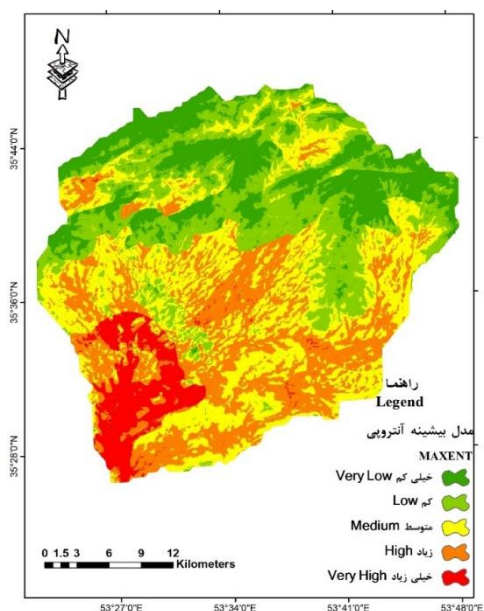 N
35°44'0"N
35°36'0"N
35°28'0"N
راهنما
Legend
مدل بیشینه آنتروپی
MAXENT
خیلی کم Very Low
کم Low
متوسط Medium
زیاد High
خیلی زیاد Very High
0 1.5 3 6 9 12
Kilometers
53°27'0"E 53°34'0"E 53°41'0"E 53°48'0"E